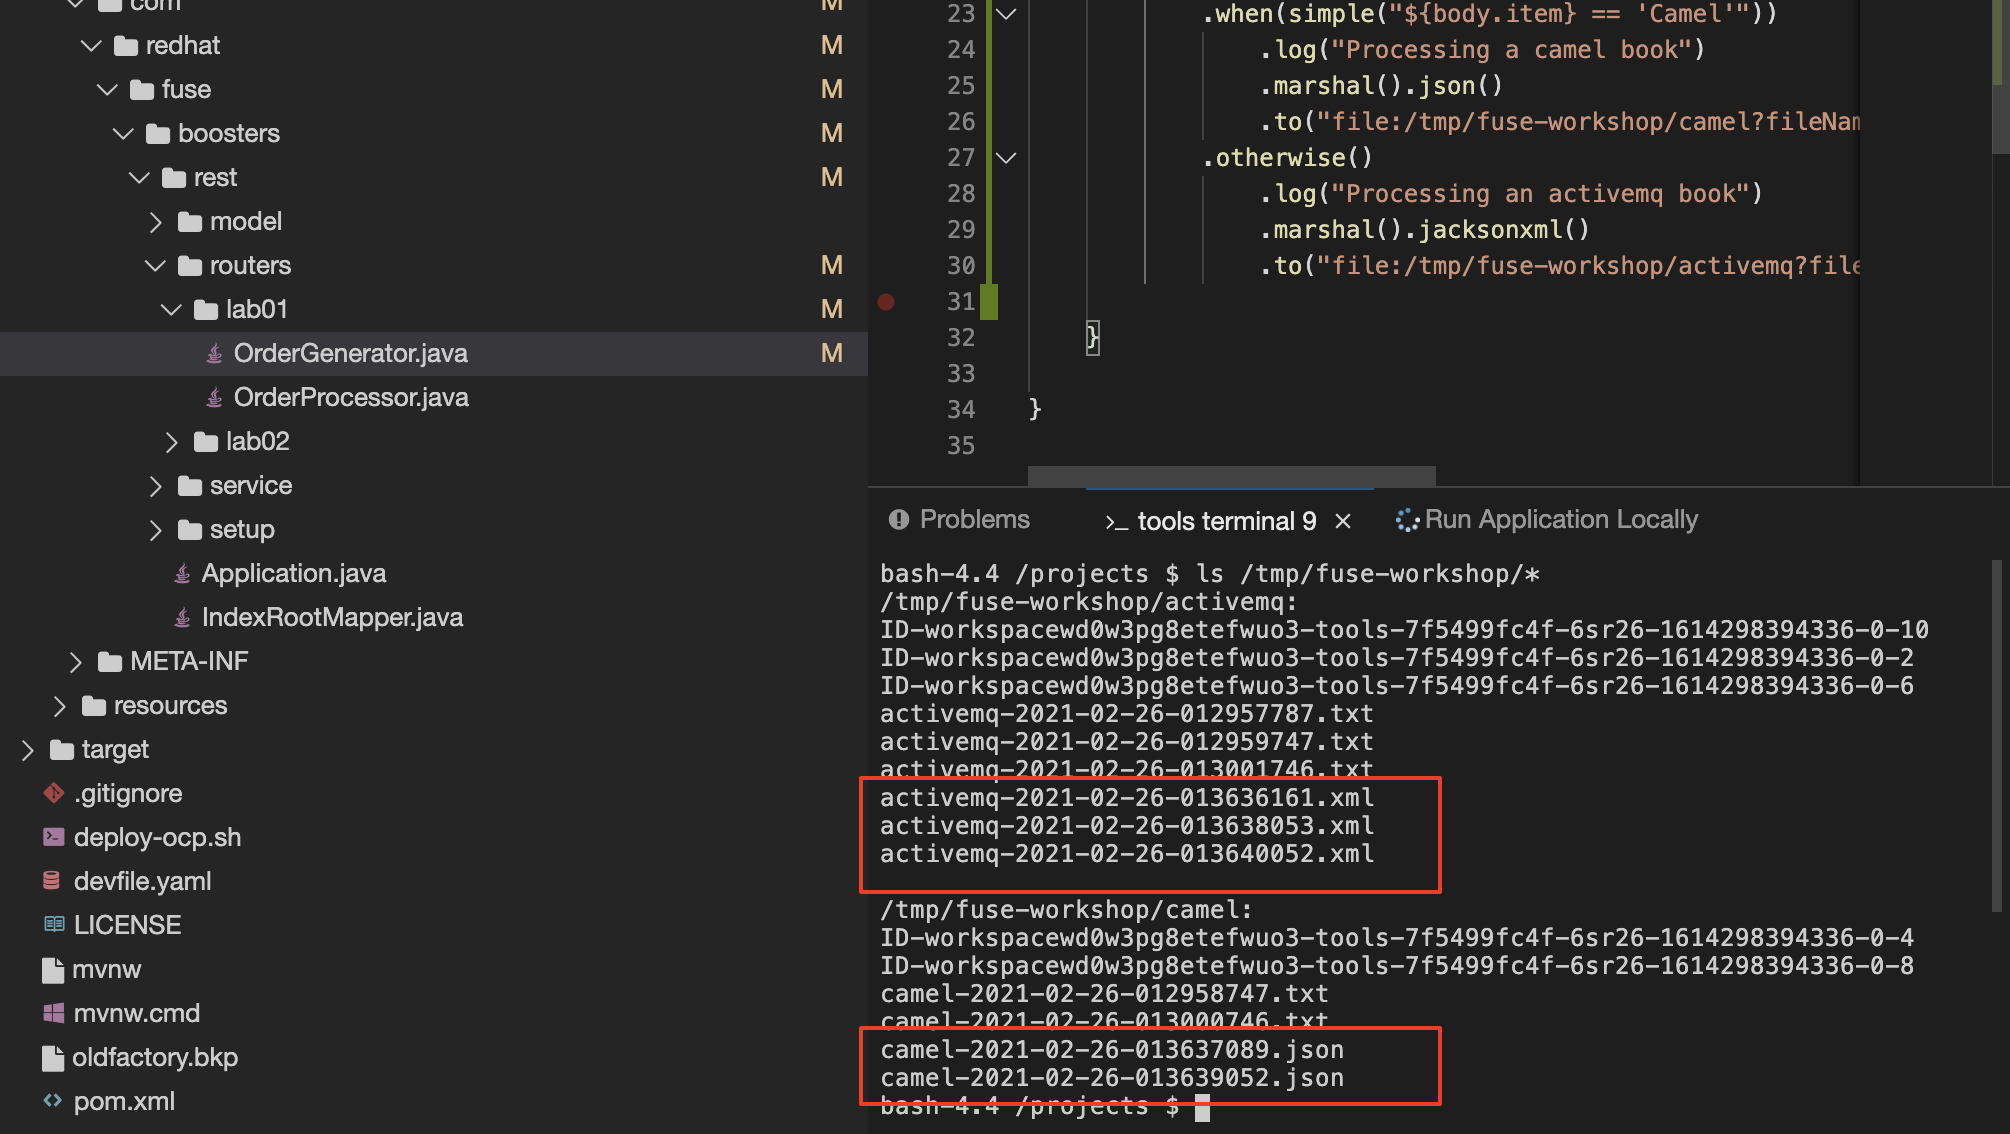 com M
redhat M
fuse M
boosters M
rest M
model
routers M
lab01 M
OrderGenerator.java M
OrderProcessor.java
lab02
service
setup
Application.java
IndexRootMapper.java
META-INF
resources
target
.gitignore
deploy-ocp.sh
devfile.yaml
LICENSE
mvnw
mvnw.cmd
oldfactory.bkp
pom.xml
23 .when(simple("${body.item} == 'Camel'"))
24 .log("Processing a camel book")
25 .marshal().json()
26 .to("file:/tmp/fuse-workshop/camel?fileNam
27 .otherwise()
28 .log("Processing an activemq book")
29 .marshal().jacksonxml()
30 .to("file:/tmp/fuse-workshop/activemq?file
31
32 }
33
34 }
35
Problems >_ tools terminal 9 × Run Application Locally
bash-4.4 /projects $ ls /tmp/fuse-workshop/*
/tmp/fuse-workshop/activemq:
ID-workspacewd0w3pg8etefwuo3-tools-7f5499fc4f-6sr26-1614298394336-0-10
ID-workspacewd0w3pg8etefwuo3-tools-7f5499fc4f-6sr26-1614298394336-0-2
ID-workspacewd0w3pg8etefwuo3-tools-7f5499fc4f-6sr26-1614298394336-0-6
activemq-2021-02-26-012957787.txt
activemq-2021-02-26-012959747.txt
activemq-2021-02-26-013001746.txt
activemq-2021-02-26-013636161.xml
activemq-2021-02-26-013638053.xml
activemq-2021-02-26-013640052.xml
/tmp/fuse-workshop/camel:
ID-workspacewd0w3pg8etefwuo3-tools-7f5499fc4f-6sr26-1614298394336-0-4
ID-workspacewd0w3pg8etefwuo3-tools-7f5499fc4f-6sr26-1614298394336-0-8
camel-2021-02-26-012958747.txt
camel-2021-02-26-013000746.txt
camel-2021-02-26-013637089.json
camel-2021-02-26-013639052.json
bash-4.4 /projects $